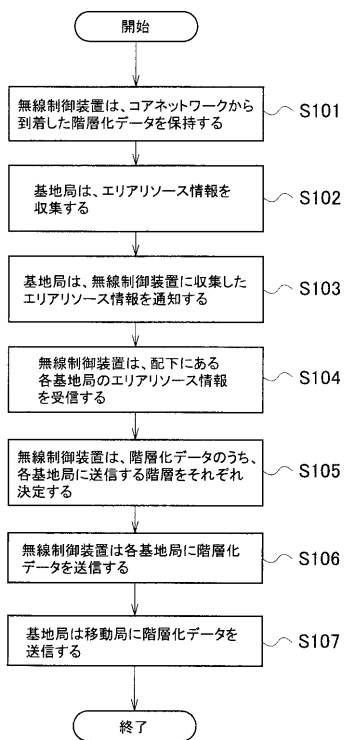 開始
無線制御装置は、コアネットワークから
到着した階層化データを保持する
S101
基地局は、エリアリソース情報を
収集する
S102
基地局は、無線制御装置に収集した
エリアリソース情報を通知する
S103
無線制御装置は、配下にある
各基地局のエリアリソース情報
を受信する
S104
無線制御装置は、階層化データのうち、
各基地局に送信する階層をそれぞれ
決定する
S105
無線制御装置は各基地局に階層化
データを送信する
S106
基地局は移動局に階層化データを
送信する
S107
終了